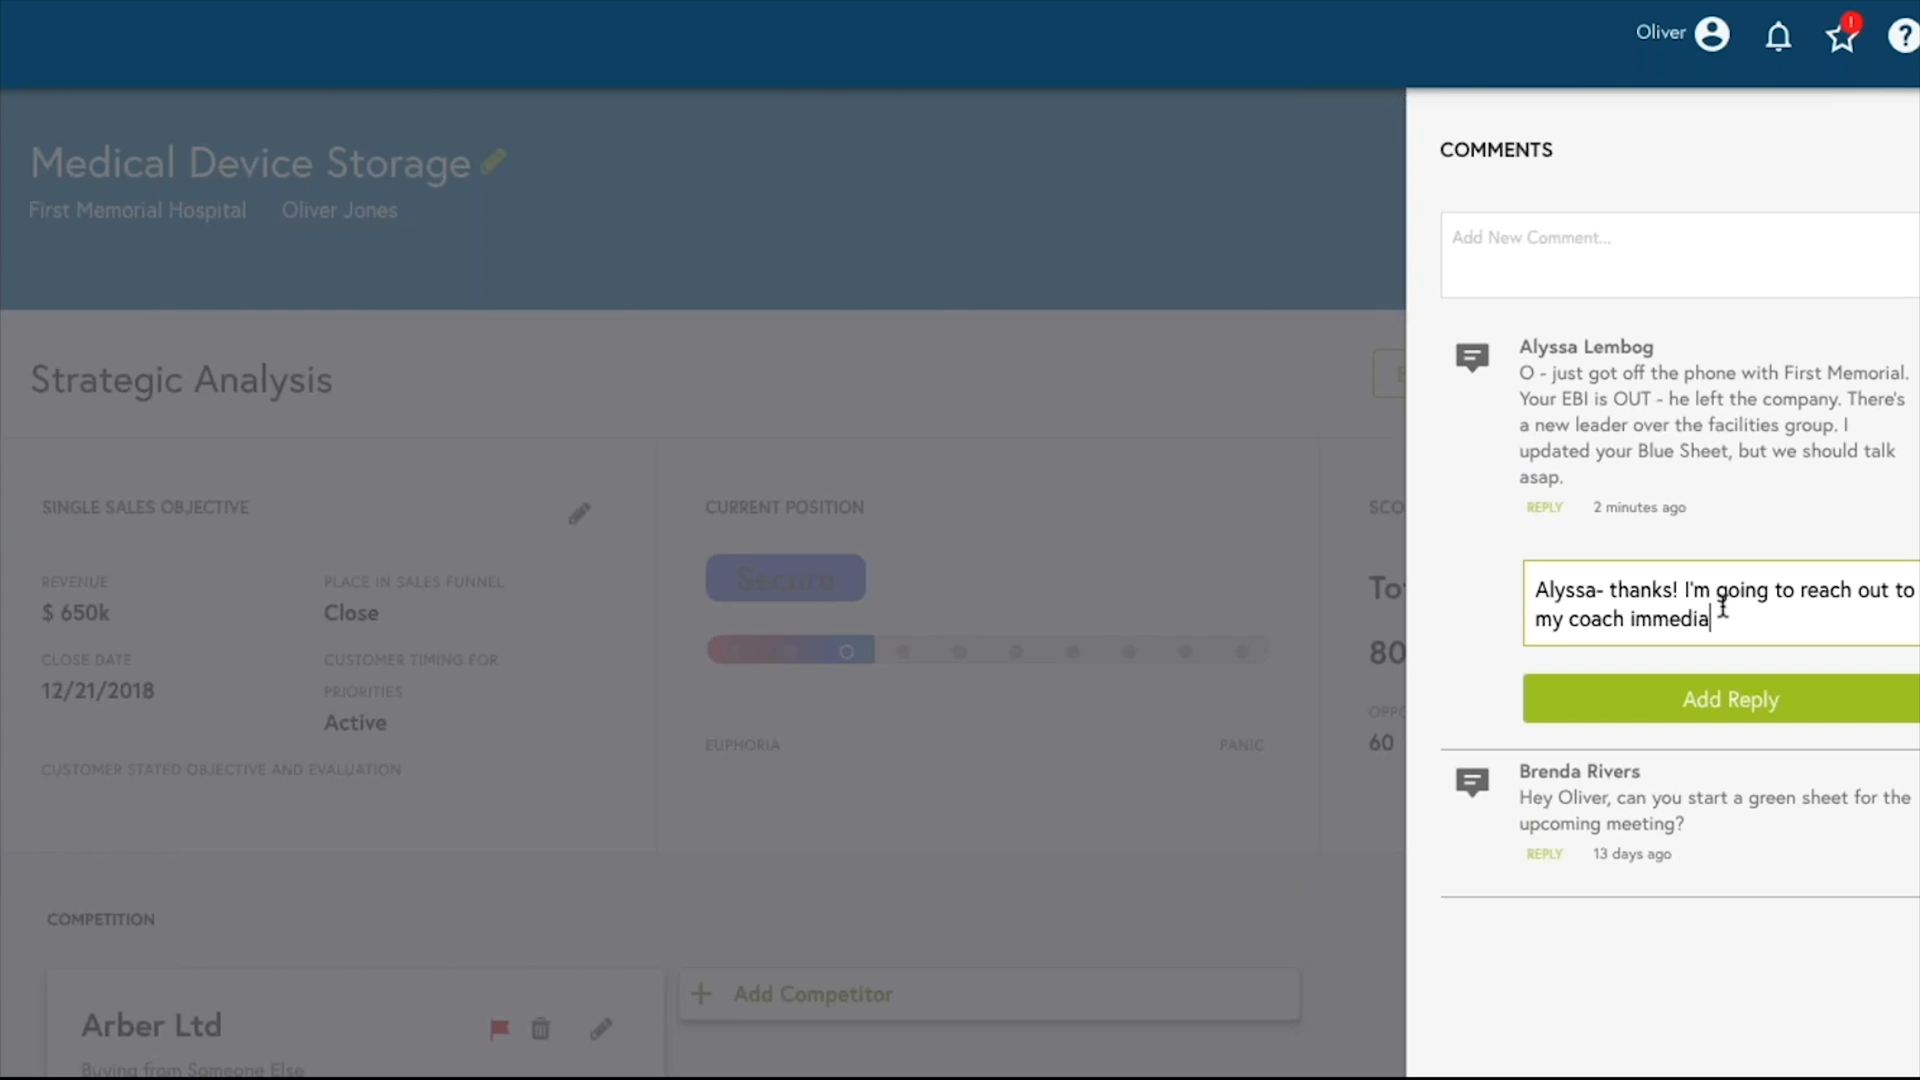 Oliver
!
?
Medical Device Storage
First Memorial Hospital Oliver Jones
Strategic Analysis
SINGLE SALES OBJECTIVE
REVENUE
$ 650k
PLACE IN SALES FUNNEL
Close
CLOSE DATE
12/21/2018
CUSTOMER TIMING FOR
PRIORITIES
Active
CUSTOMER STATED OBJECTIVE AND EVALUATION
CURRENT POSITION
Secure
EUPHORIA PANIC
80
60
COMPETITION
Arber Ltd
Buying from Someone Else
+ Add Competitor
COMMENTS
Add New Comment...
Alyssa Lembog
O - just got off the phone with First Memorial.
Your EBI is OUT - he left the company. There's
a new leader over the facilities group. I
updated your Blue Sheet, but we should talk
asap.
REPLY 2 minutes ago
Alyssa- thanks! I'm going to reach out to
my coach immedia
Add Reply
Brenda Rivers
Hey Oliver, can you start a green sheet for the
upcoming meeting?
REPLY 13 days ago